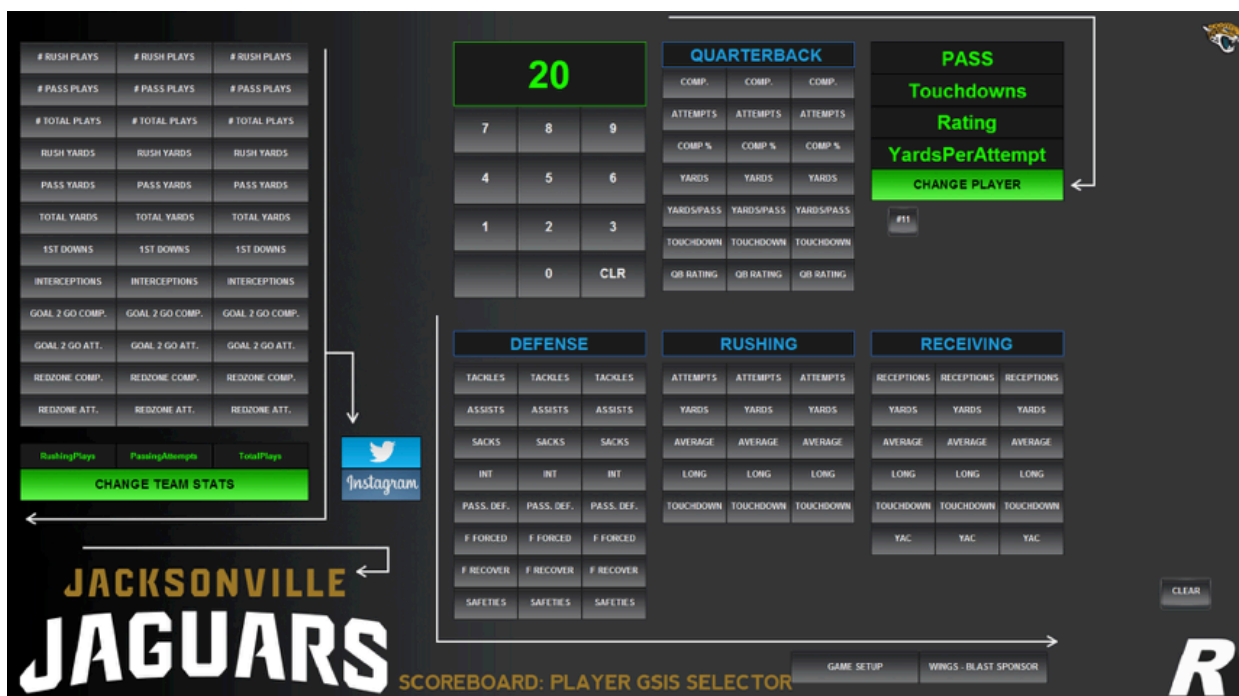 # RUSH PLAYS # RUSH PLAYS # RUSH PLAYS
# PASS PLAYS # PASS PLAYS # PASS PLAYS
# TOTAL PLAYS # TOTAL PLAYS # TOTAL PLAYS
RUSH YARDS RUSH YARDS RUSH YARDS
PASS YARDS PASS YARDS PASS YARDS
TOTAL YARDS TOTAL YARDS TOTAL YARDS
1ST DOWNS 1ST DOWNS 1ST DOWNS
INTERCEPTIONS INTERCEPTIONS INTERCEPTIONS
GOAL 2 GO COMP. GOAL 2 GO COMP. GOAL 2 GO COMP.
GOAL 2 GO ATT. GOAL 2 GO ATT. GOAL 2 GO ATT.
REDZONE COMP. REDZONE COMP. REDZONE COMP.
REDZONE ATT. REDZONE ATT. REDZONE ATT.
RushingPlays PassingAttempts TotalPlays
CHANGE TEAM STATS
Instagram
20
7 8 9
4 5 6
1 2 3
0 CLR
QUARTERBACK
COMP. COMP. COMP.
ATTEMPTS ATTEMPTS ATTEMPTS
COMP % COMP % COMP %
YARDS YARDS YARDS
YARDS/PASS YARDS/PASS YARDS/PASS
TOUCHDOWN TOUCHDOWN TOUCHDOWN
QB RATING QB RATING QB RATING
PASS
Touchdowns
Rating
YardsPerAttempt
CHANGE PLAYER
#11
DEFENSE
TACKLES TACKLES TACKLES
ASSISTS ASSISTS ASSISTS
SACKS SACKS SACKS
INT INT INT
PASS. DEF. PASS. DEF. PASS. DEF.
F FORCED F FORCED F FORCED
F RECOVER F RECOVER F RECOVER
SAFETIES SAFETIES SAFETIES
RUSHING
ATTEMPTS ATTEMPTS ATTEMPTS
YARDS YARDS YARDS
AVERAGE AVERAGE AVERAGE
LONG LONG LONG
TOUCHDOWN TOUCHDOWN TOUCHDOWN
RECEIVING
RECEPTIONS RECEPTIONS RECEPTIONS
YARDS YARDS YARDS
AVERAGE AVERAGE AVERAGE
LONG LONG LONG
TOUCHDOWN TOUCHDOWN TOUCHDOWN
YAC YAC YAC
CLEAR
JACKSONVILLE
JAGUARS
SCOREBOARD: PLAYER GSIS SELECTOR
GAME SETUP WINGS - BLAST SPONSOR
R